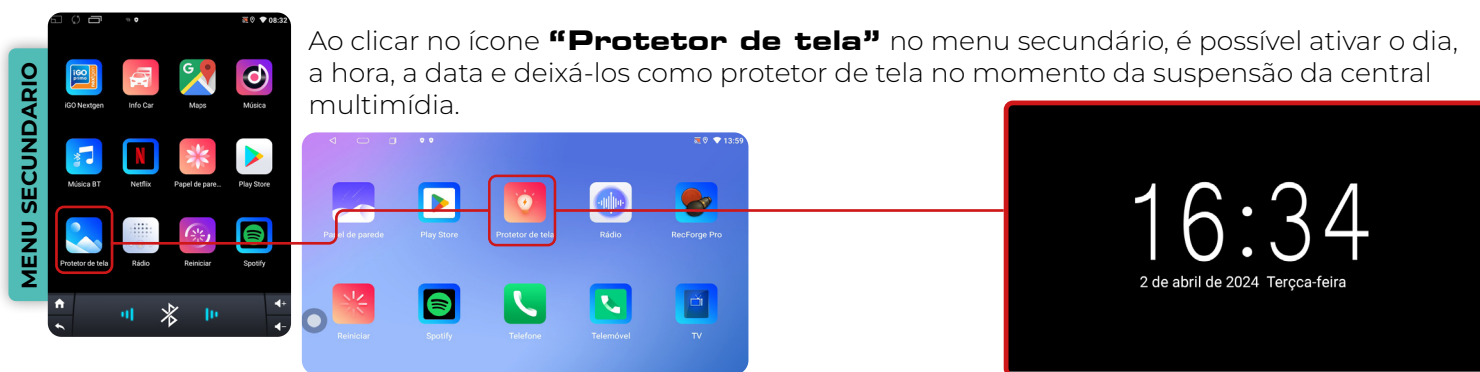 MENU SECUNDARIO
08:32
iGO Nextgen
Info Car
Maps
Música
Música BT
Netflix
Papel de pare...
Play Store
Protetor de tela
Rádio
Reiniciar
Spotify
Ao clicar no ícone “Protetor de tela” no menu secundário, é possível ativar o dia,
a hora, a data e deixá-los como protetor de tela no momento da suspensão da central
multimídia.
13:59
Papel de parede
Play Store
Protetor de tela
Rádio
RecForge Pro
Reiniciar
Spotify
Telefone
Telemóvel
TV
16:34
2 de abril de 2024 Terçca-feira